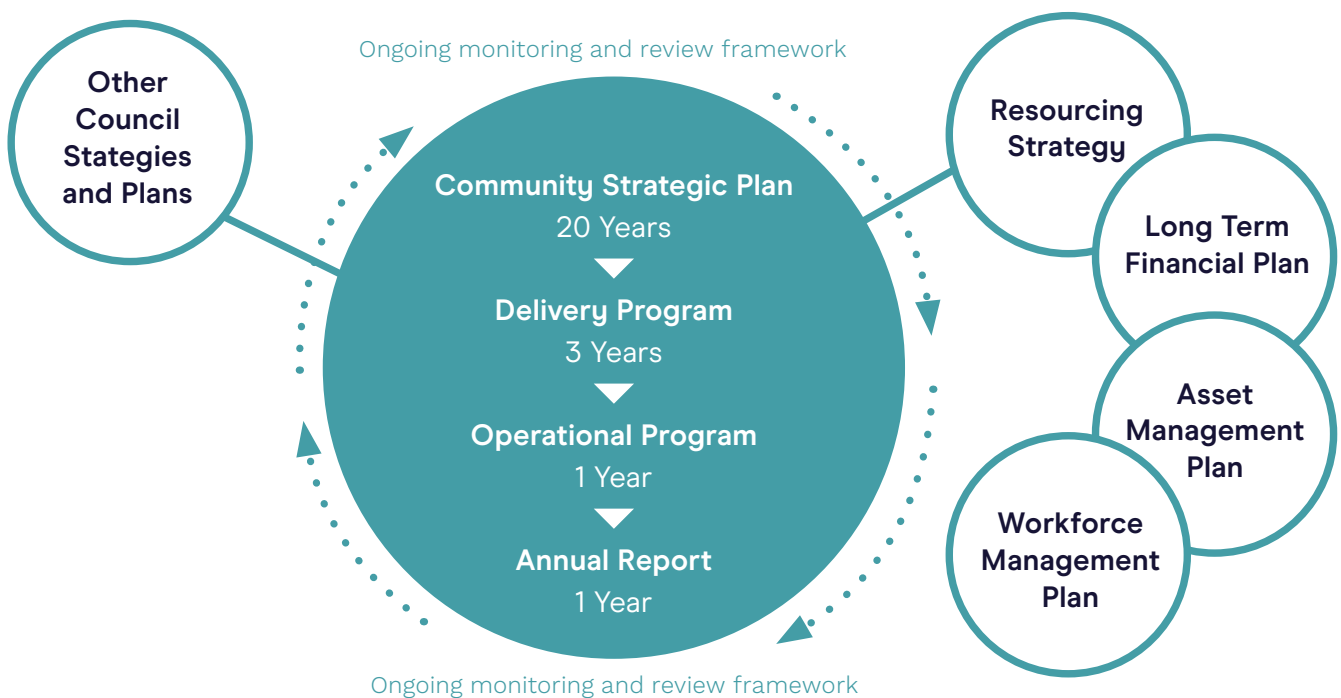 Ongoing monitoring and review framework
Other
Council
Stategies
and Plans
Community Strategic Plan
20 Years
Delivery Program
3 Years
Operational Program
1 Year
Annual Report
1 Year
Resourcing
Strategy
Long Term
Financial Plan
Asset
Management
Plan
Workforce
Management
Plan
Ongoing monitoring and review framework